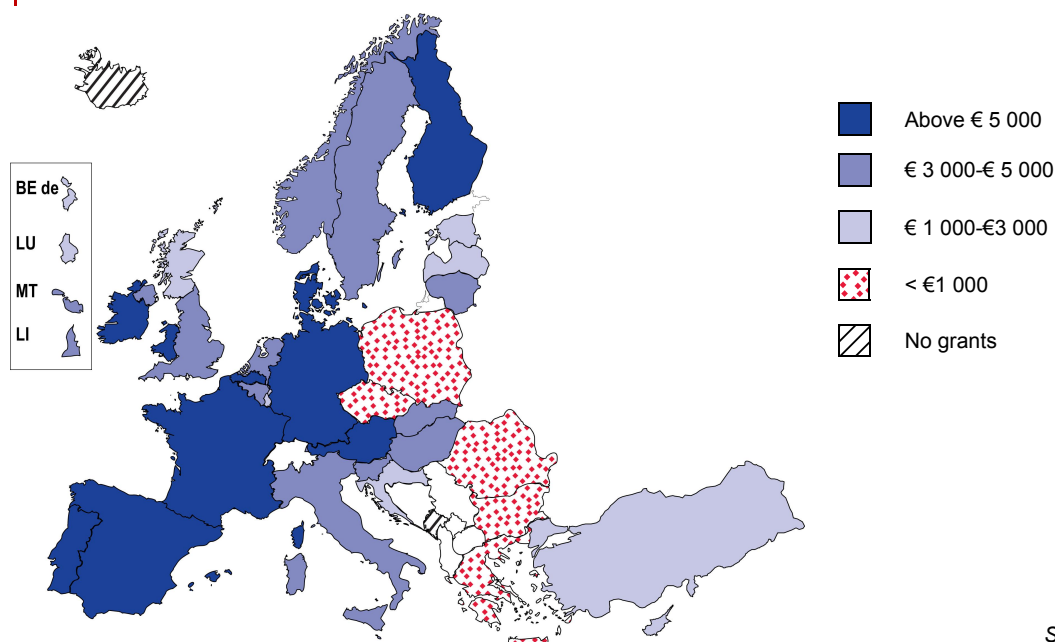 BE de
LU
MT
LI
Above € 5 000
€ 3 000-€ 5 000
€ 1 000-€3 000
< €1 000
No grants
S